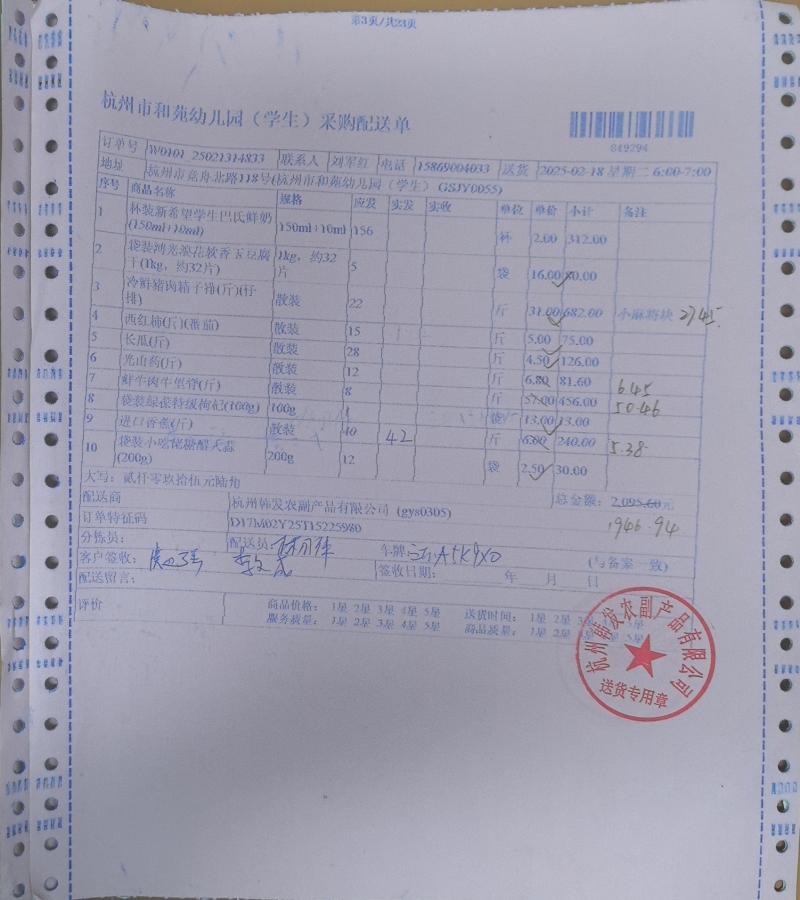 第3页/共23页
杭州市和苑幼儿园（学生）采购配送单
849294
订单号 W0101 25021314833 联系人 刘军红 电话 15869004033 送货 2025-02-18 星期二 6:00-7:00
地址 杭州市嘉舟北路118号(杭州市和苑幼儿园（学生） GSJY0055)
序号 商品名称 规格 应发 实发 实收 单位 单价 小计 备注
1 杯装新希望学生巴氏鲜奶(150ml+10ml) 150ml+10ml 156 杯 2.00 312.00
2 袋装鸿光浪花软香玉豆腐干(1kg，约32片) 1kg，约32片 5 袋 16.00 80.00
3 冷鲜猪肉精子排(斤)(仔排) 散装 22 斤 31.00 682.00 小麻将块 27.45
4 西红柿(斤)(番茄) 散装 15 斤 5.00 75.00
5 长瓜(斤) 散装 28 斤 4.50 126.00
6 光山药(斤) 散装 12 斤 6.80 81.60 6.45
7 鲜牛肉牛里脊(斤) 散装 8 斤 57.00 456.00 50.46
8 袋装绿葆特级枸杞(100g) 100g 1 袋 13.00 13.00
9 进口香蕉(斤) 散装 40 42 斤 6.00 240.00 5.38
10 袋装小吃佬糖醋大蒜(200g) 200g 12 袋 2.50 30.00
大写：贰仟零玖拾伍元陆角 总金额：2,095.60元
1946.94
配送商 杭州韩发农副产品有限公司 (gys0305)
订单特征码 D17M02Y25T15225980
分拣员： 配送员： 车牌： A5K9X0 (与备案一致)
客户签收： 签收日期： 年 月 日
配送留言：
评价 商品价格： 1星 2星 3星 4星 5星 送货时间： 1星 2星 3星
服务质量： 1星 2星 3星 4星 5星 商品质量： 1星 2星 5星
杭州韩发农副产品有限公司
送货专用章